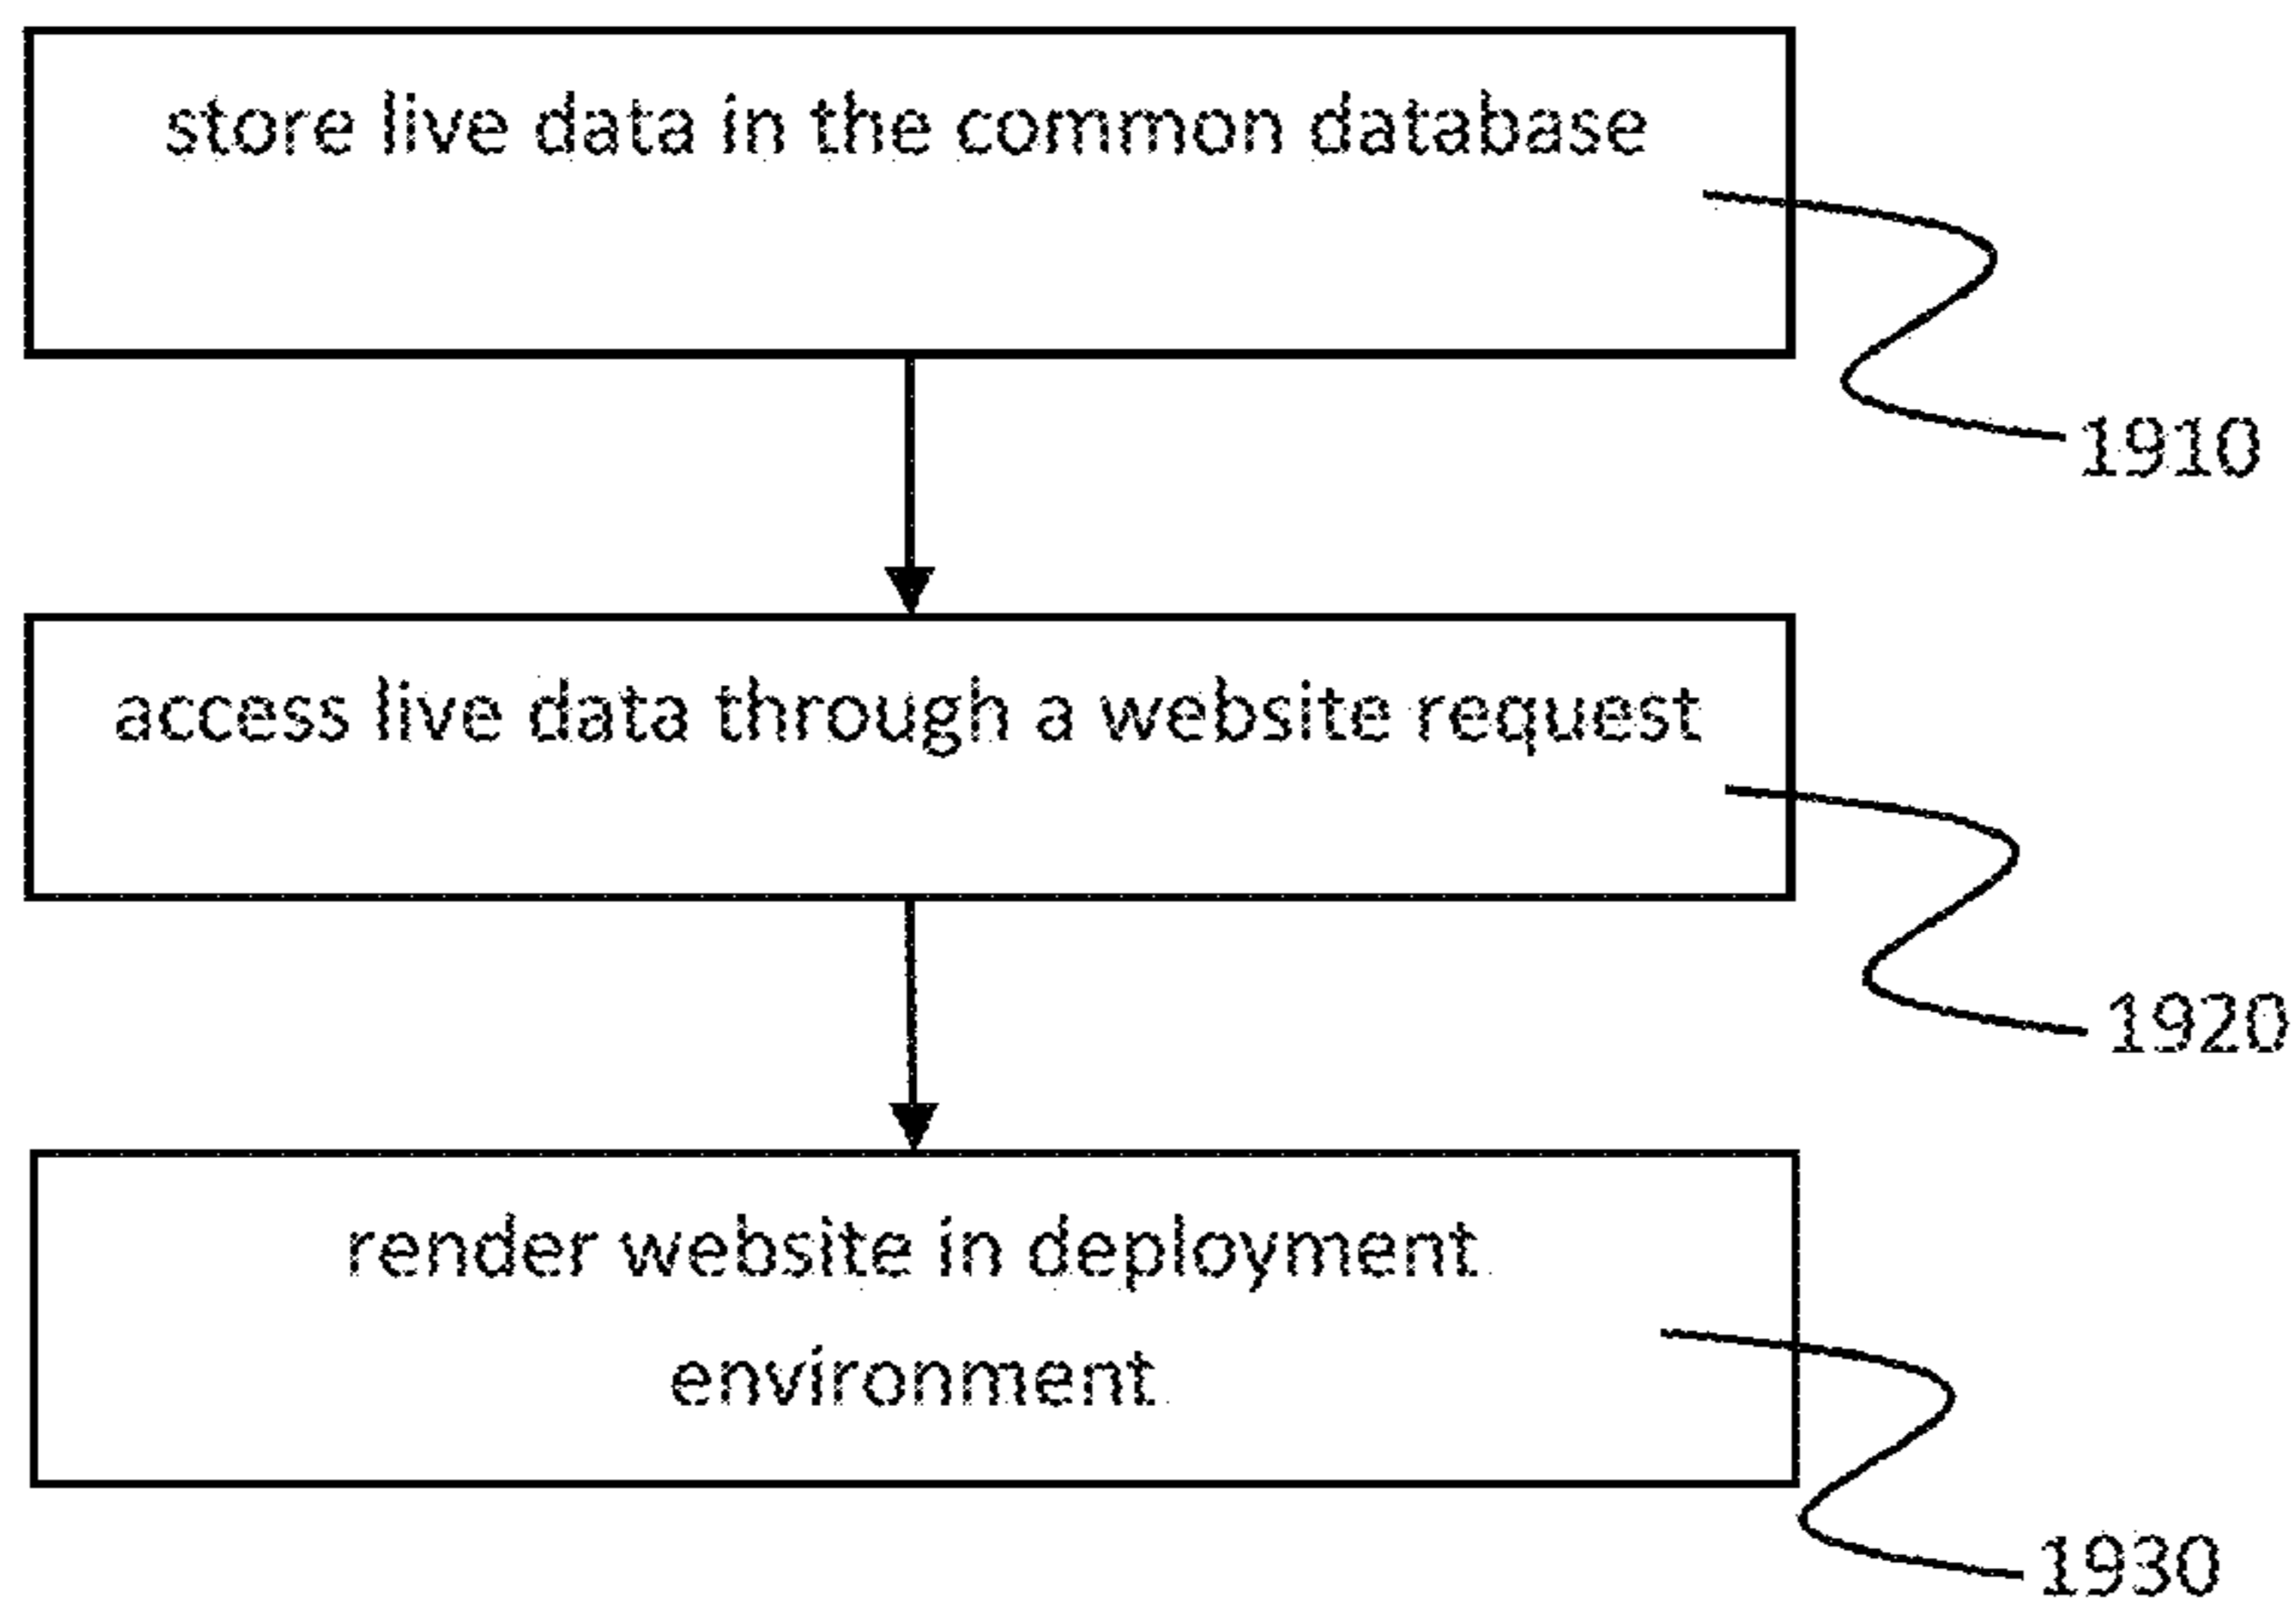 store live data in the common database
1910
access live data through a website request
1920
render website in deployment
environment
1930